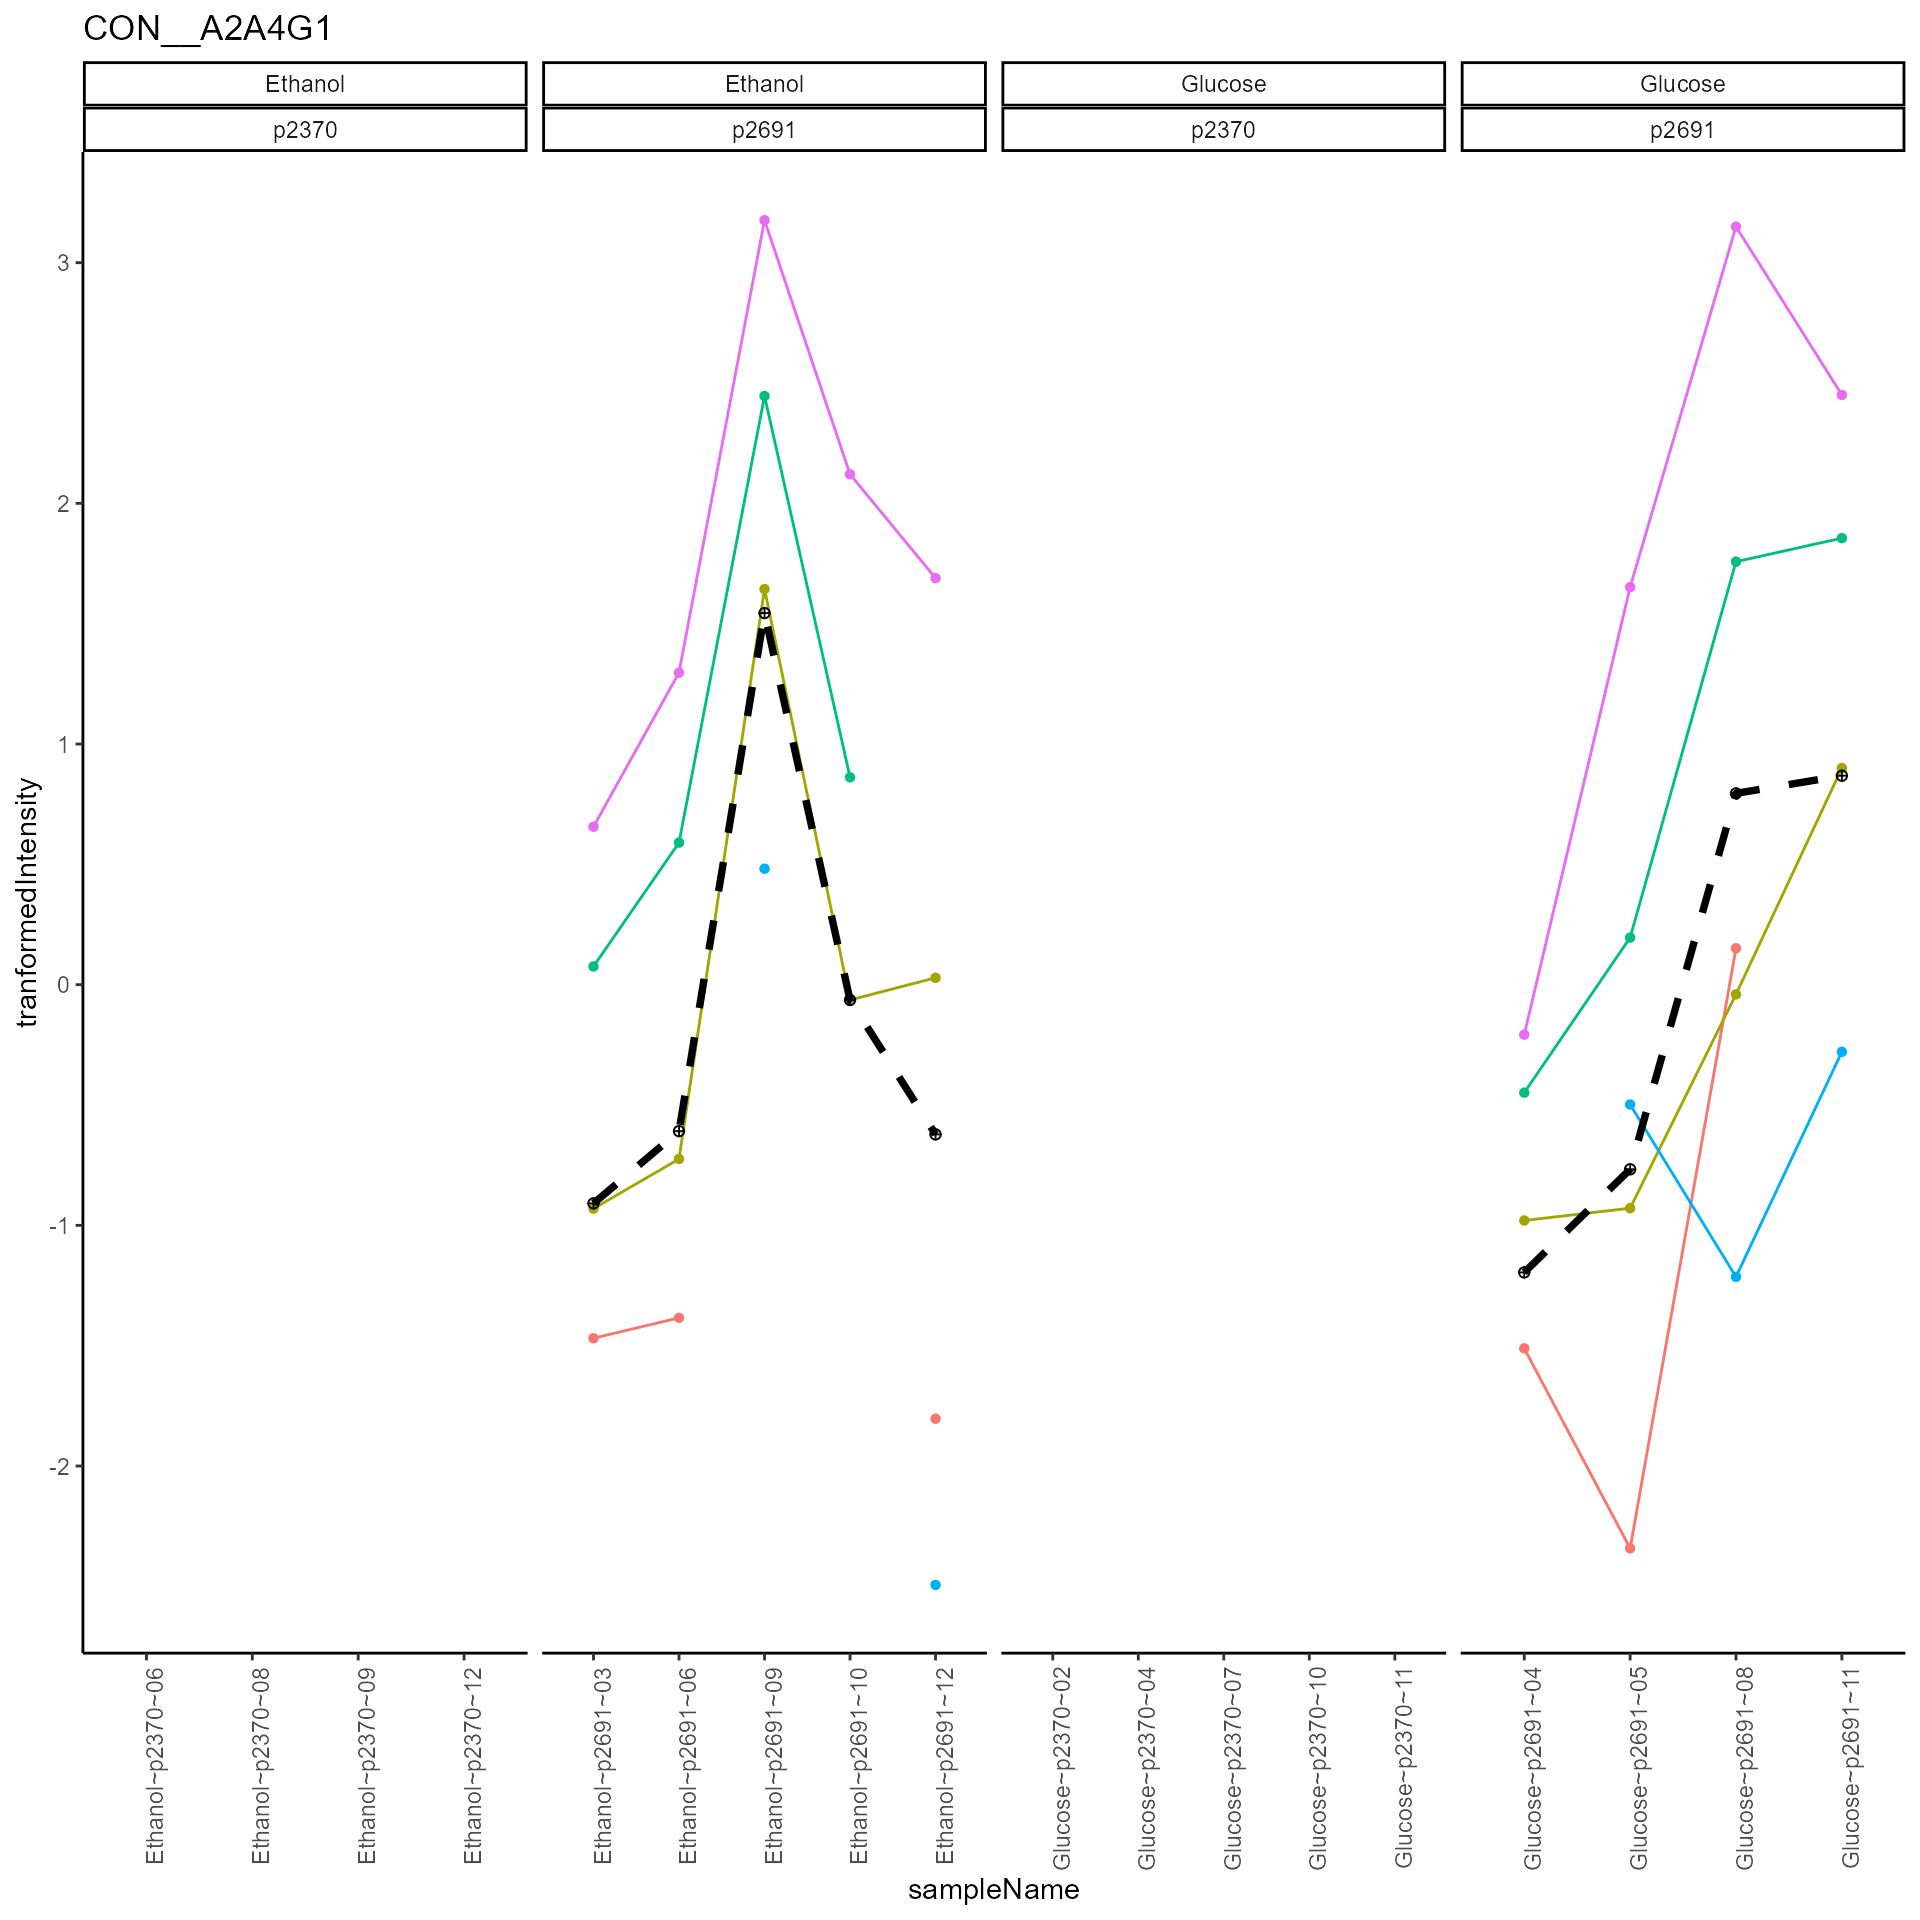 CON__A2A4G1
Ethanol
Ethanol
Glucose
Glucose
p2370
p2691
p2370
p2691
tranformedIntensity
3
2
1
0
-1
-2
Ethanol~p2370~06
Ethanol~p2370~08
Ethanol~p2370~09
Ethanol~p2370~12
Ethanol~p2691~03
Ethanol~p2691~06
Ethanol~p2691~09
Ethanol~p2691~10
Ethanol~p2691~12
Glucose~p2370~02
Glucose~p2370~04
Glucose~p2370~07
Glucose~p2370~10
Glucose~p2370~11
Glucose~p2691~04
Glucose~p2691~05
Glucose~p2691~08
Glucose~p2691~11
sampleName